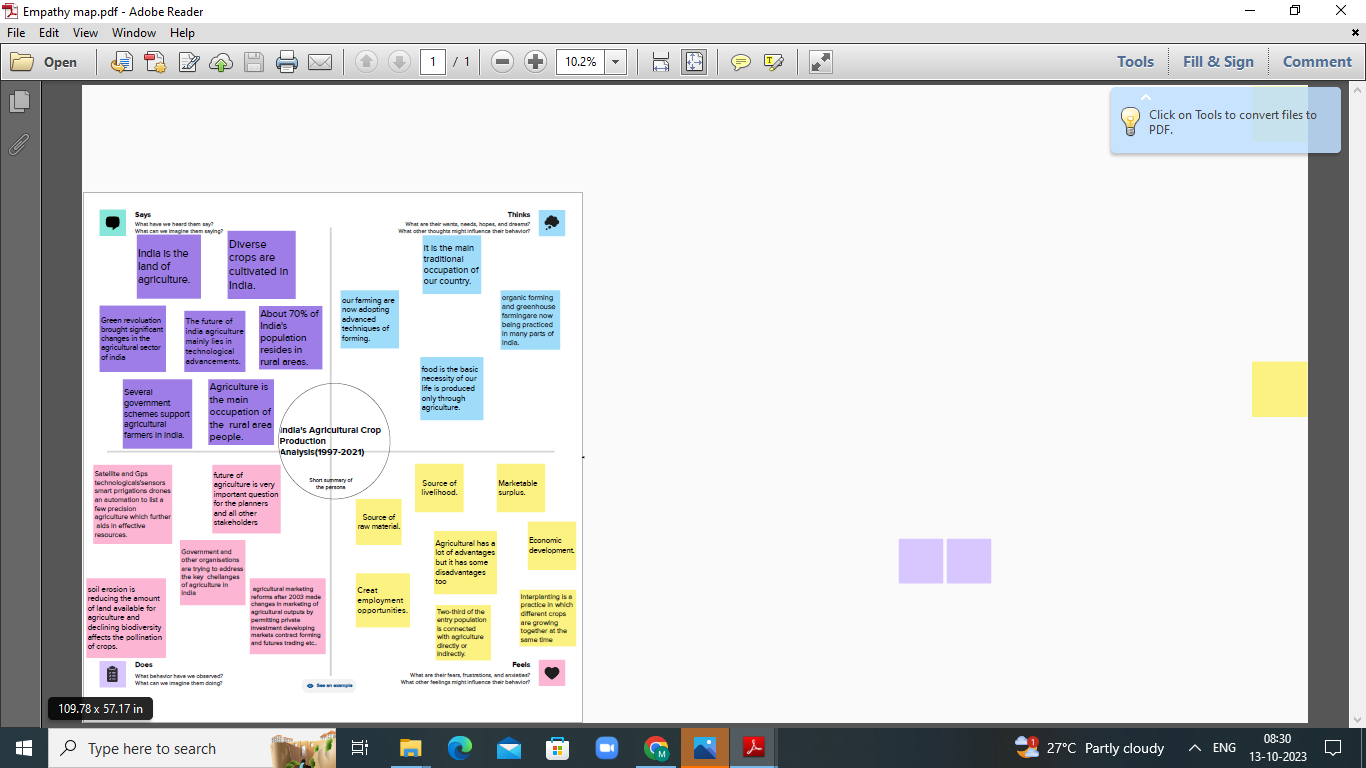 Empathy map.pdf - Adobe Reader
File Edit View Window Help
Open
1 / 1
10.2%
Tools Fill & Sign Comment
Click on Tools to convert files to
PDF.
Says
What have we heard them say?
What can we imagine them saying?
India is the
land of
agriculture.
Diverse
crops are
cultivated in
India.
Green revoluation
brought significant
changes in the
agricultural sector
of india
The future of
india agriculture
mainly lies in
technological
advancements.
About 70% of
India's
population
resides in
rural areas.
Several
government
schemes support
agricultural
farmers in India.
Agriculture is
the main
occupation of
the rural area
people.
Thinks
What are their wants, needs, hopes, and dreams?
What other thoughts might influence their behavior?
It is the main
traditional
occupation of
our country.
our farming are
now adopting
advanced
techniques of
forming.
organic forming
and greenhouse
farmingare now
being practiced
in many parts of
India.
food is the basic
necessity of our
life is produced
only through
agriculture.
India's Agricultural Crop
Production
Analysis(1997-2021)
Short summary of
the persona
Satellite and Gps
technologicals'sensors
smart prrigations drones
an automation to list a
few precision
agriculture which further
aids in effective
resources.
future of
agriculture is very
important question
for the planners
and all other
stakeholders
Government and
other organisations
are trying to address
the key chellanges
of agriculture in
india
soil erosion is
reducing the amount
of land available for
agriculture and
declining biodiversity
affects the pollination
of crops.
agricultural marketing
reforms after 2003 made
changes in marketing of
agricultural outputs by
permitting private
investment developing
markets contract forming
and futures trading etc..
Does
What behavior have we observed?
What can we imagine them doing?
Source of
livelihood.
Marketable
surplus.
Source of
raw material.
Agricultural has a
lot of advantages
but it has some
disadvantages
too
Economic
development.
Creat
employment
opportunities.
Two-third of the
entry population
is connected
with agriculture
directly or
indirectly.
Interplanting is a
practice in which
different crops
are growing
together at the
same time
Feels
What are their fears, frustrations, and anxieties?
What other feelings might influence their behavior?
See an example
109.78 x 57.17 in
Type here to search
1
M
27°C Partly cloudy
ENG
08:30
13-10-2023